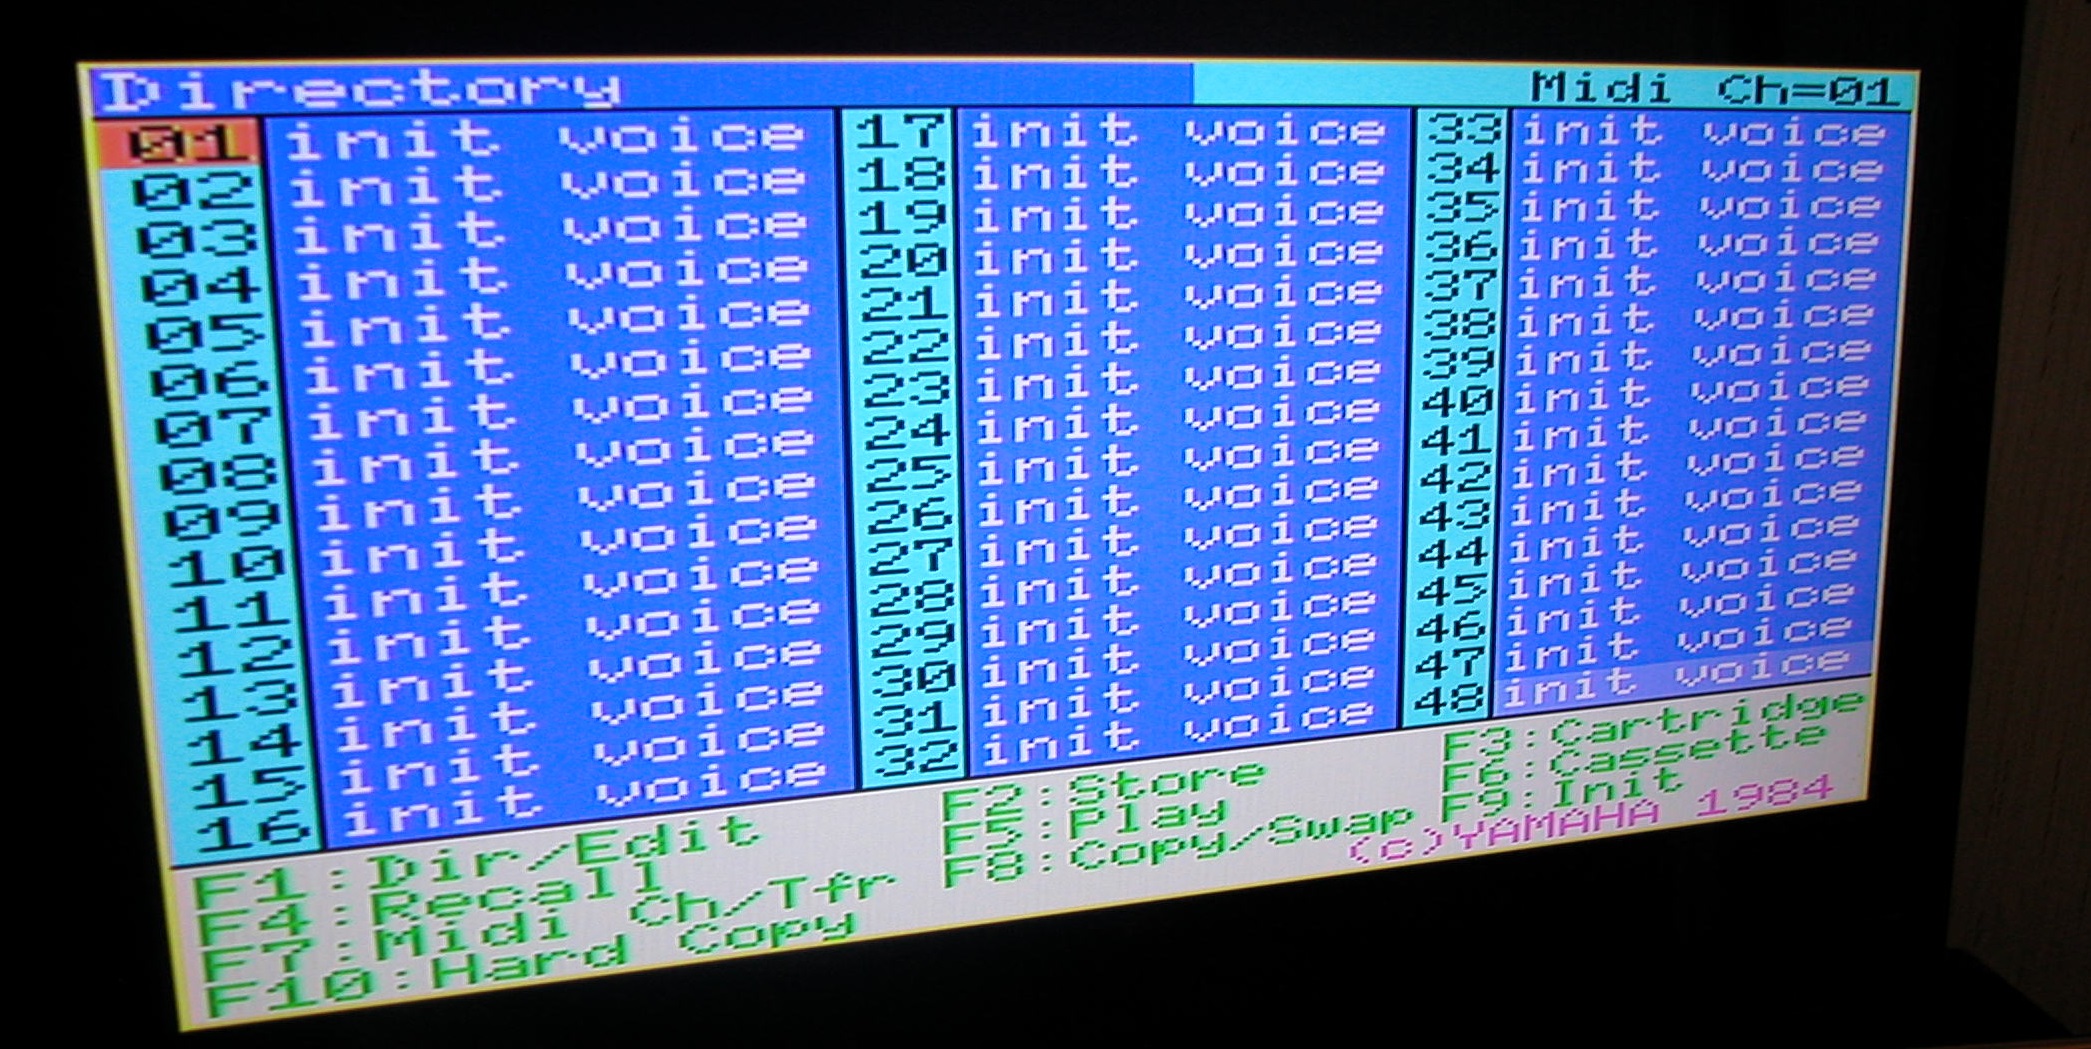 Directory Midi Ch=01
01 init voice 17 init voice 33 init voice
02 init voice 18 init voice 34 init voice
03 init voice 19 init voice 35 init voice
04 init voice 20 init voice 36 init voice
05 init voice 21 init voice 37 init voice
06 init voice 22 init voice 38 init voice
07 init voice 23 init voice 39 init voice
08 init voice 24 init voice 40 init voice
09 init voice 25 init voice 41 init voice
10 init voice 26 init voice 42 init voice
11 init voice 27 init voice 43 init voice
12 init voice 28 init voice 44 init voice
13 init voice 29 init voice 45 init voice
14 init voice 30 init voice 46 init voice
15 init voice 31 init voice 47 init voice
16 init voice 32 init voice 48 init voice
F1:Dir/Edit F2:Store F3:Cartridge
F4:Recall F5:Play F6:Cassette
F7:Midi Ch/Tfr F8:Copy/Swap F9:Init
F10:Hard Copy (c)YAMAHA 1984